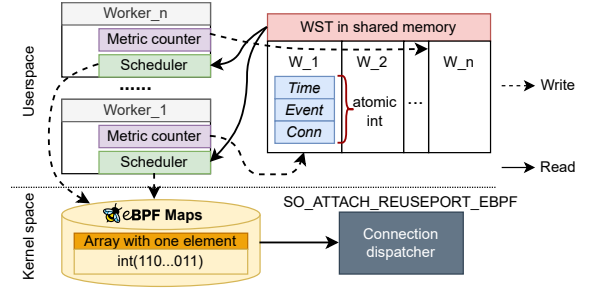 Userspace
Worker_n
Metric counter
Scheduler
......
Worker_1
Metric counter
Scheduler
WST in shared memory
W_1 W_2 W_n
Time
Event
Conn
atomic
int
...
Write
Read
Kernel space
eBPF Maps
Array with one element
int(110...011)
SO_ATTACH_REUSEPORT_EBPF
Connection
dispatcher